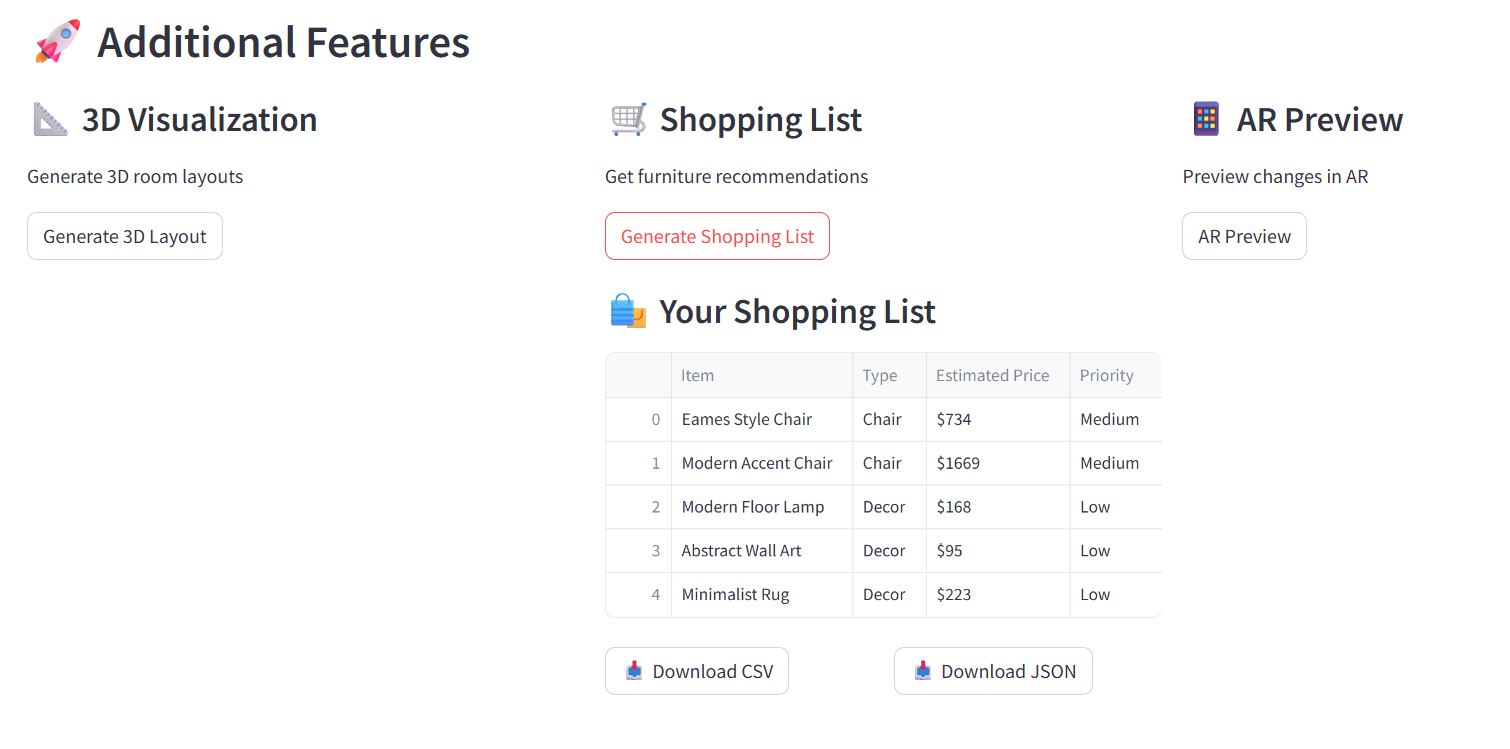 🚀 Additional Features
📐 3D Visualization
Generate 3D room layouts
Generate 3D Layout
🛒 Shopping List
Get furniture recommendations
Generate Shopping List
🛍️ Your Shopping List
Item Type Estimated Price Priority
0 Eames Style Chair Chair $734 Medium
1 Modern Accent Chair Chair $1669 Medium
2 Modern Floor Lamp Decor $168 Low
3 Abstract Wall Art Decor $95 Low
4 Minimalist Rug Decor $223 Low
📥 Download CSV
📥 Download JSON
📱 AR Preview
Preview changes in AR
AR Preview